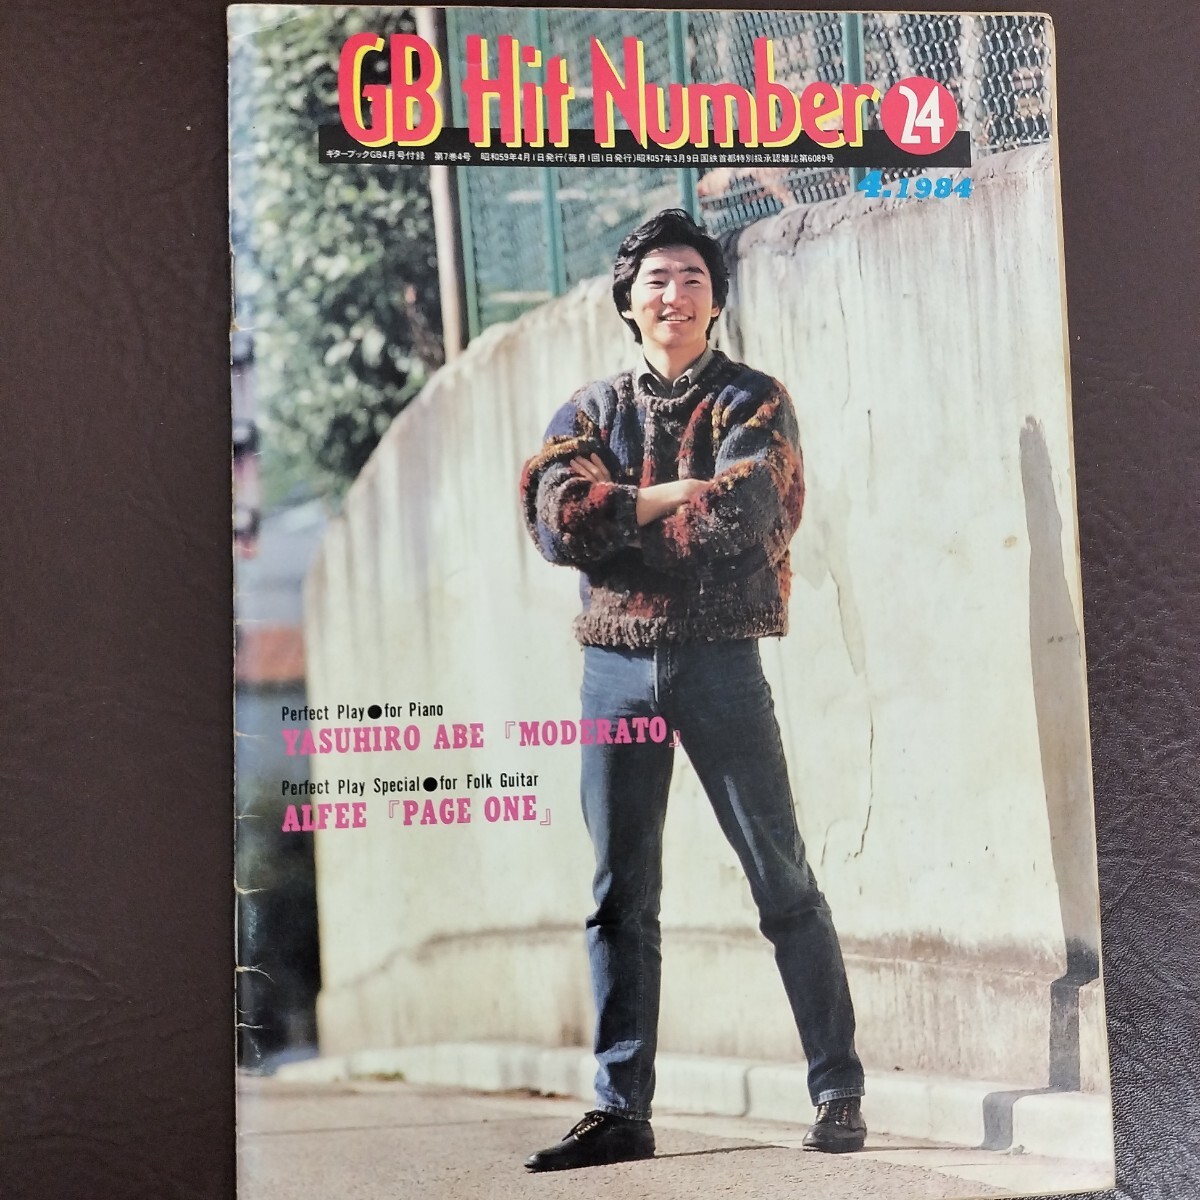 GB Hit Number 24
ギターブックGB4月号付録 第7巻4号 昭和59年4月1日発行(毎月1回1日発行)昭和57年3月9日国鉄首都特別扱承認雑誌第6089号
4.1984
Perfect Play●for Piano
YASUHIRO ABE『MODERATO』
Perfect Play Special●for Folk Guitar
ALFEE『PAGE ONE』